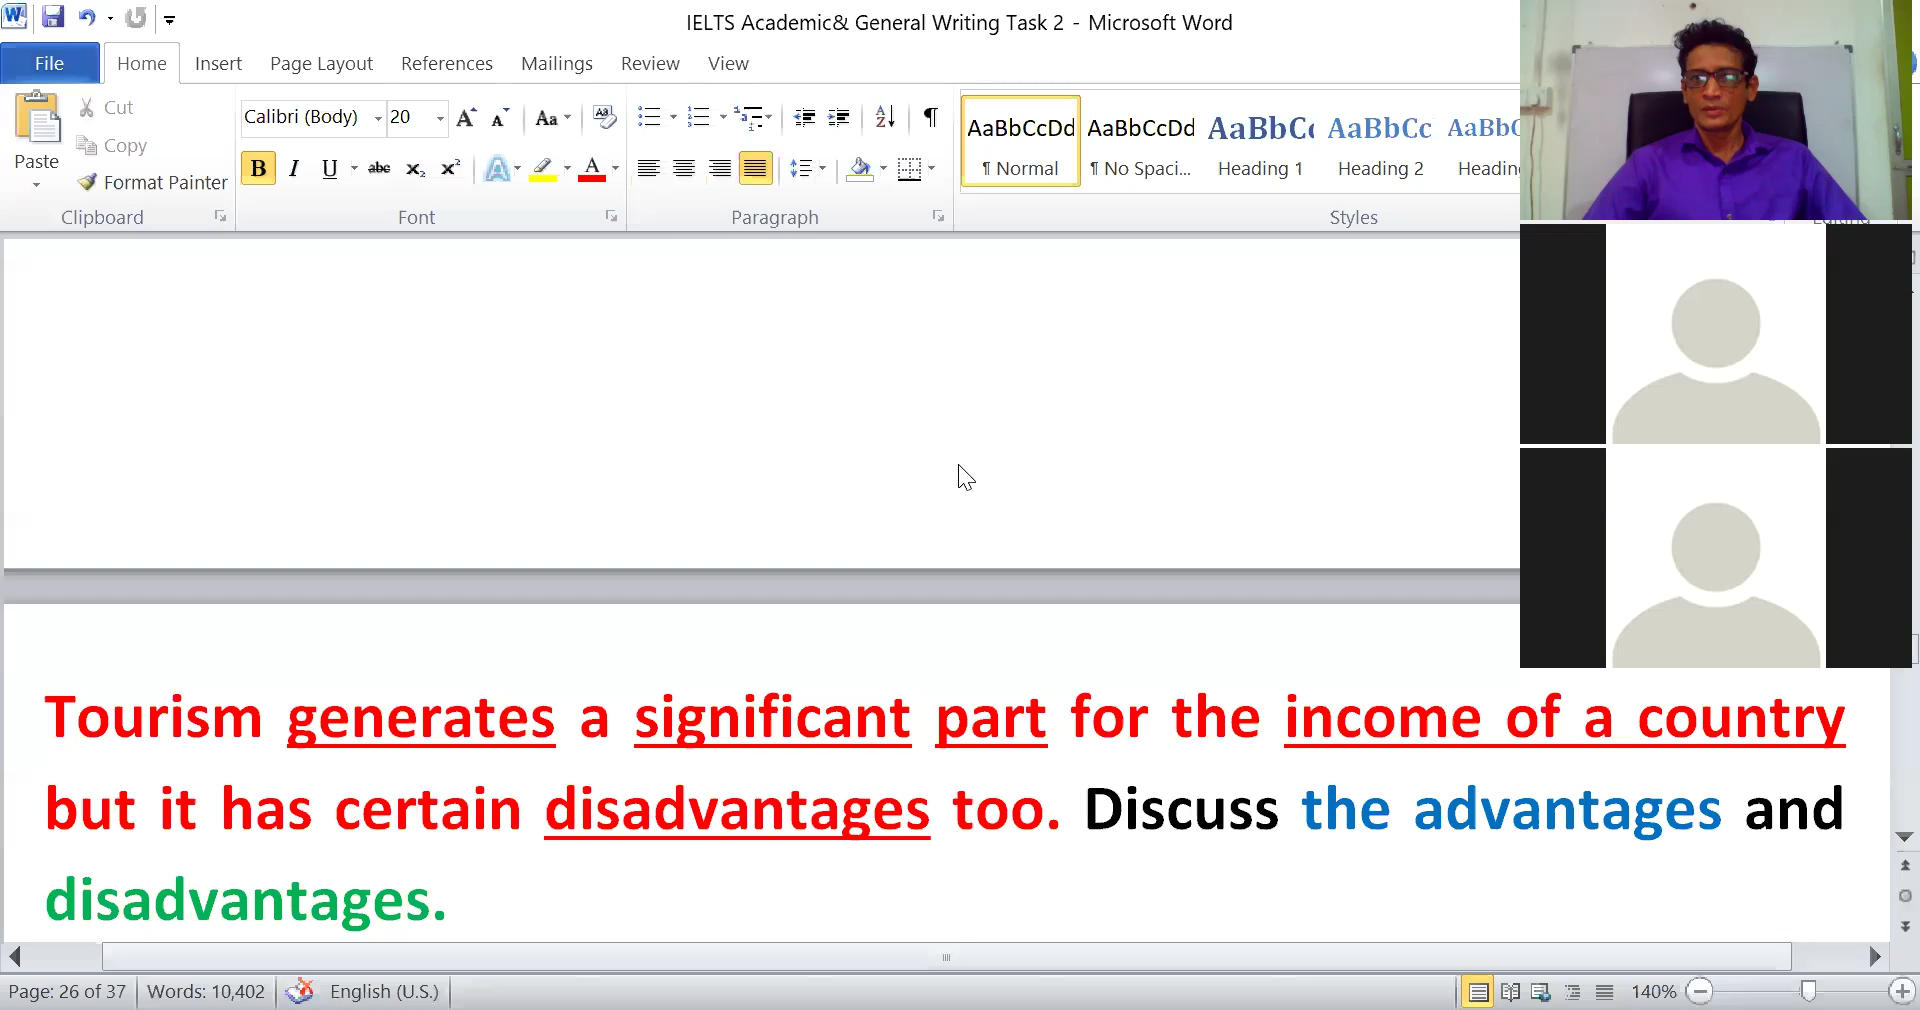 IELTS Academic& General Writing Task 2 - Microsoft Word
File Home Insert Page Layout References Mailings Review View
Cut
Copy
Format Painter
Paste
Clipboard
Calibri (Body) 20
Font
Paragraph
AaBbCcDd AaBbCcDd AaBbCc AaBbCc AaBbC
¶ Normal ¶ No Spaci... Heading 1 Heading 2 Heading
Styles
Tourism generates a significant part for the income of a country
but it has certain disadvantages too. Discuss the advantages and
disadvantages.
Page: 26 of 37 Words: 10,402 English (U.S.) 140%